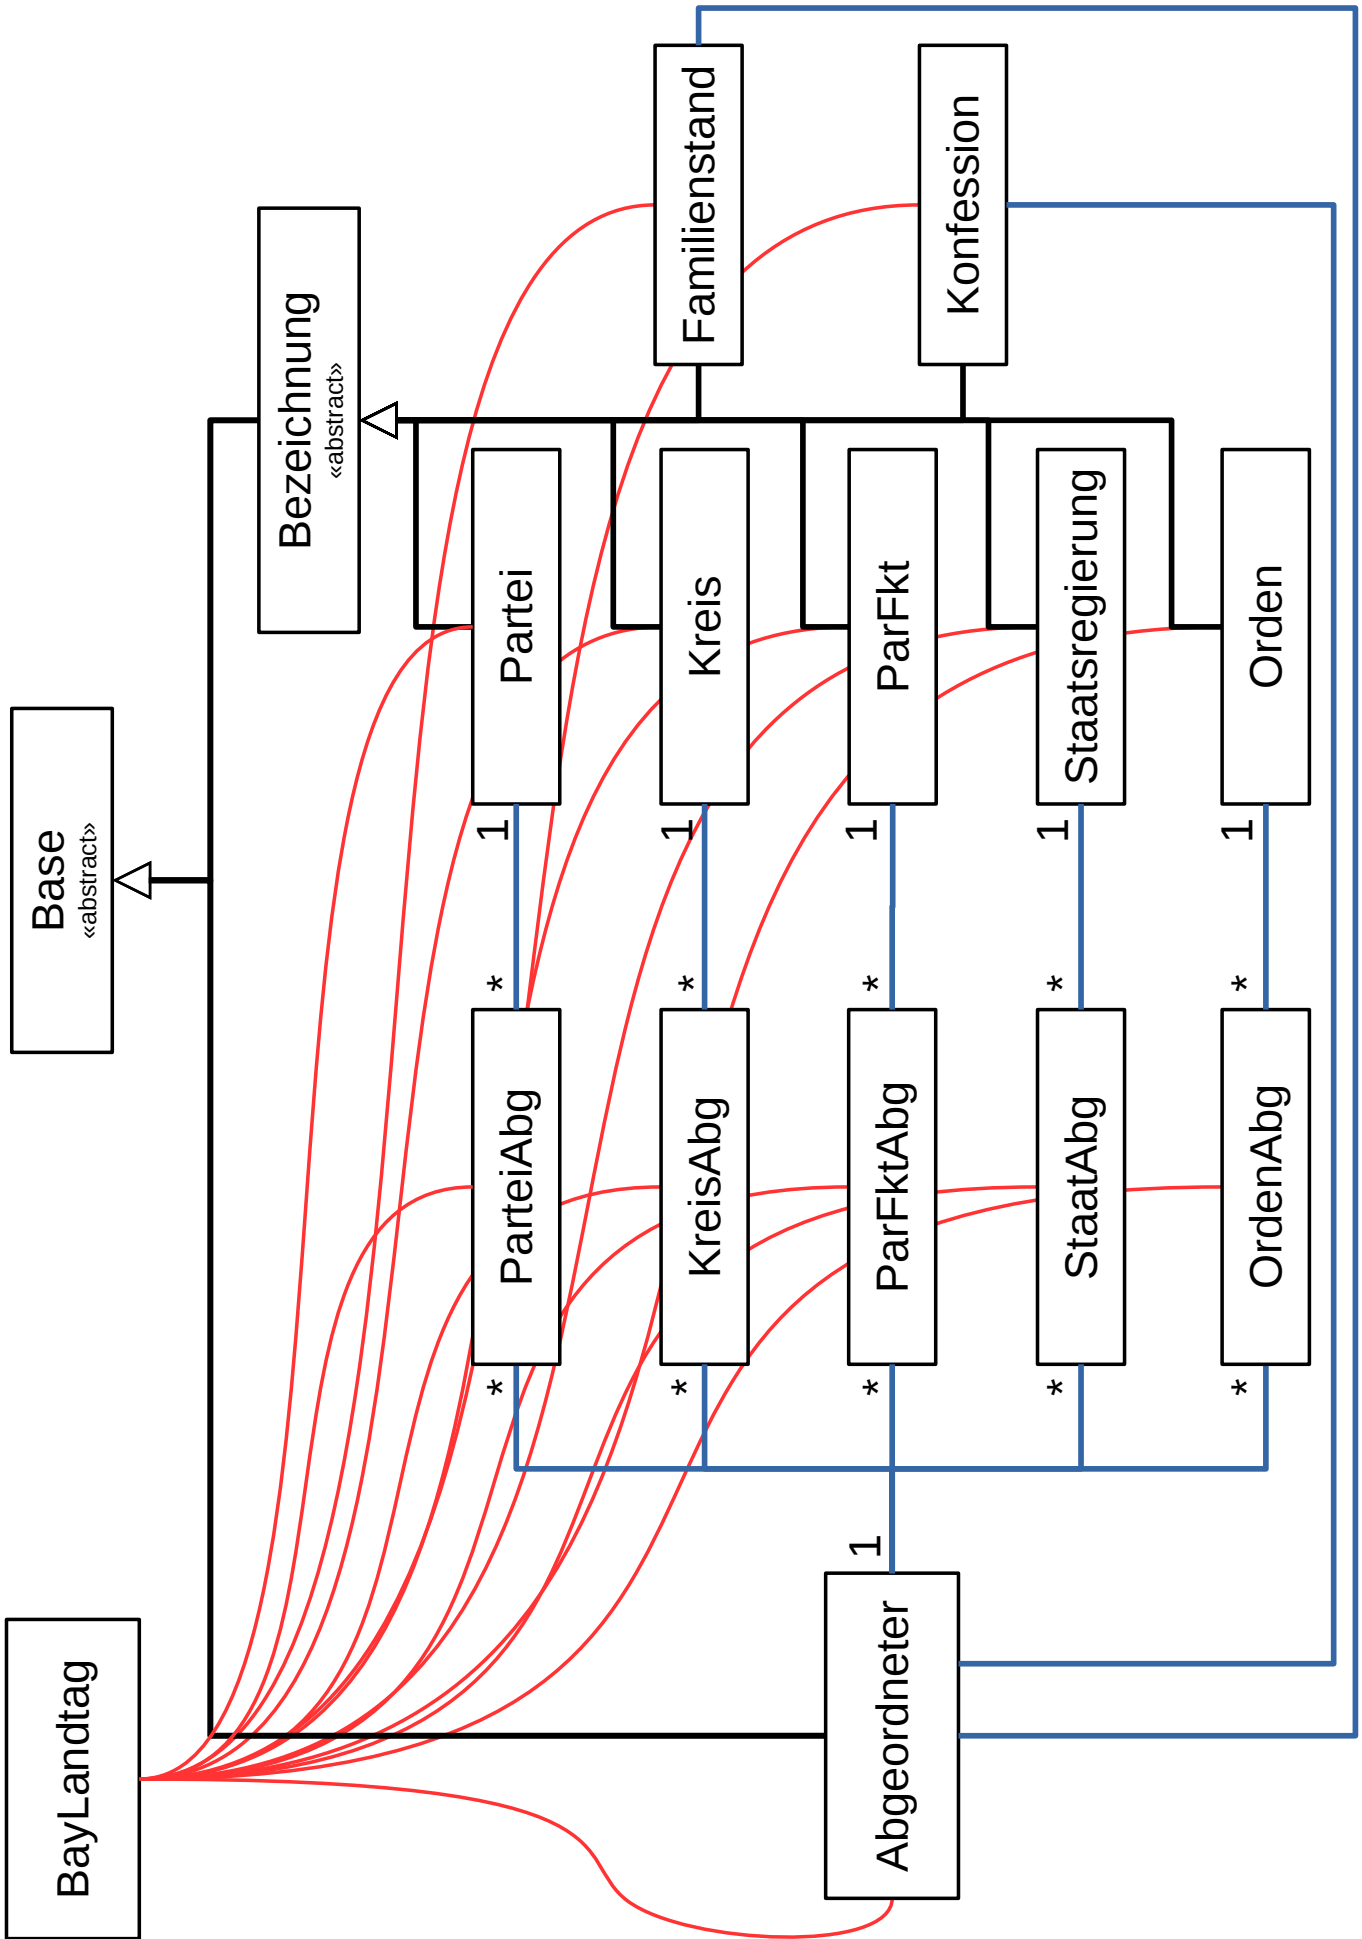 BayLandtag
Base
«abstract»
Bezeichnung
«abstract»
*
ParteiAbg
*
1
Partei
*
KreisAbg
*
1
Kreis
Familienstand
Abgeordneter
1
*
ParFktAbg
*
1
ParFkt
Konfession
*
StaatAbg
*
1
Staatsregierung
*
OrdenAbg
*
1
Orden